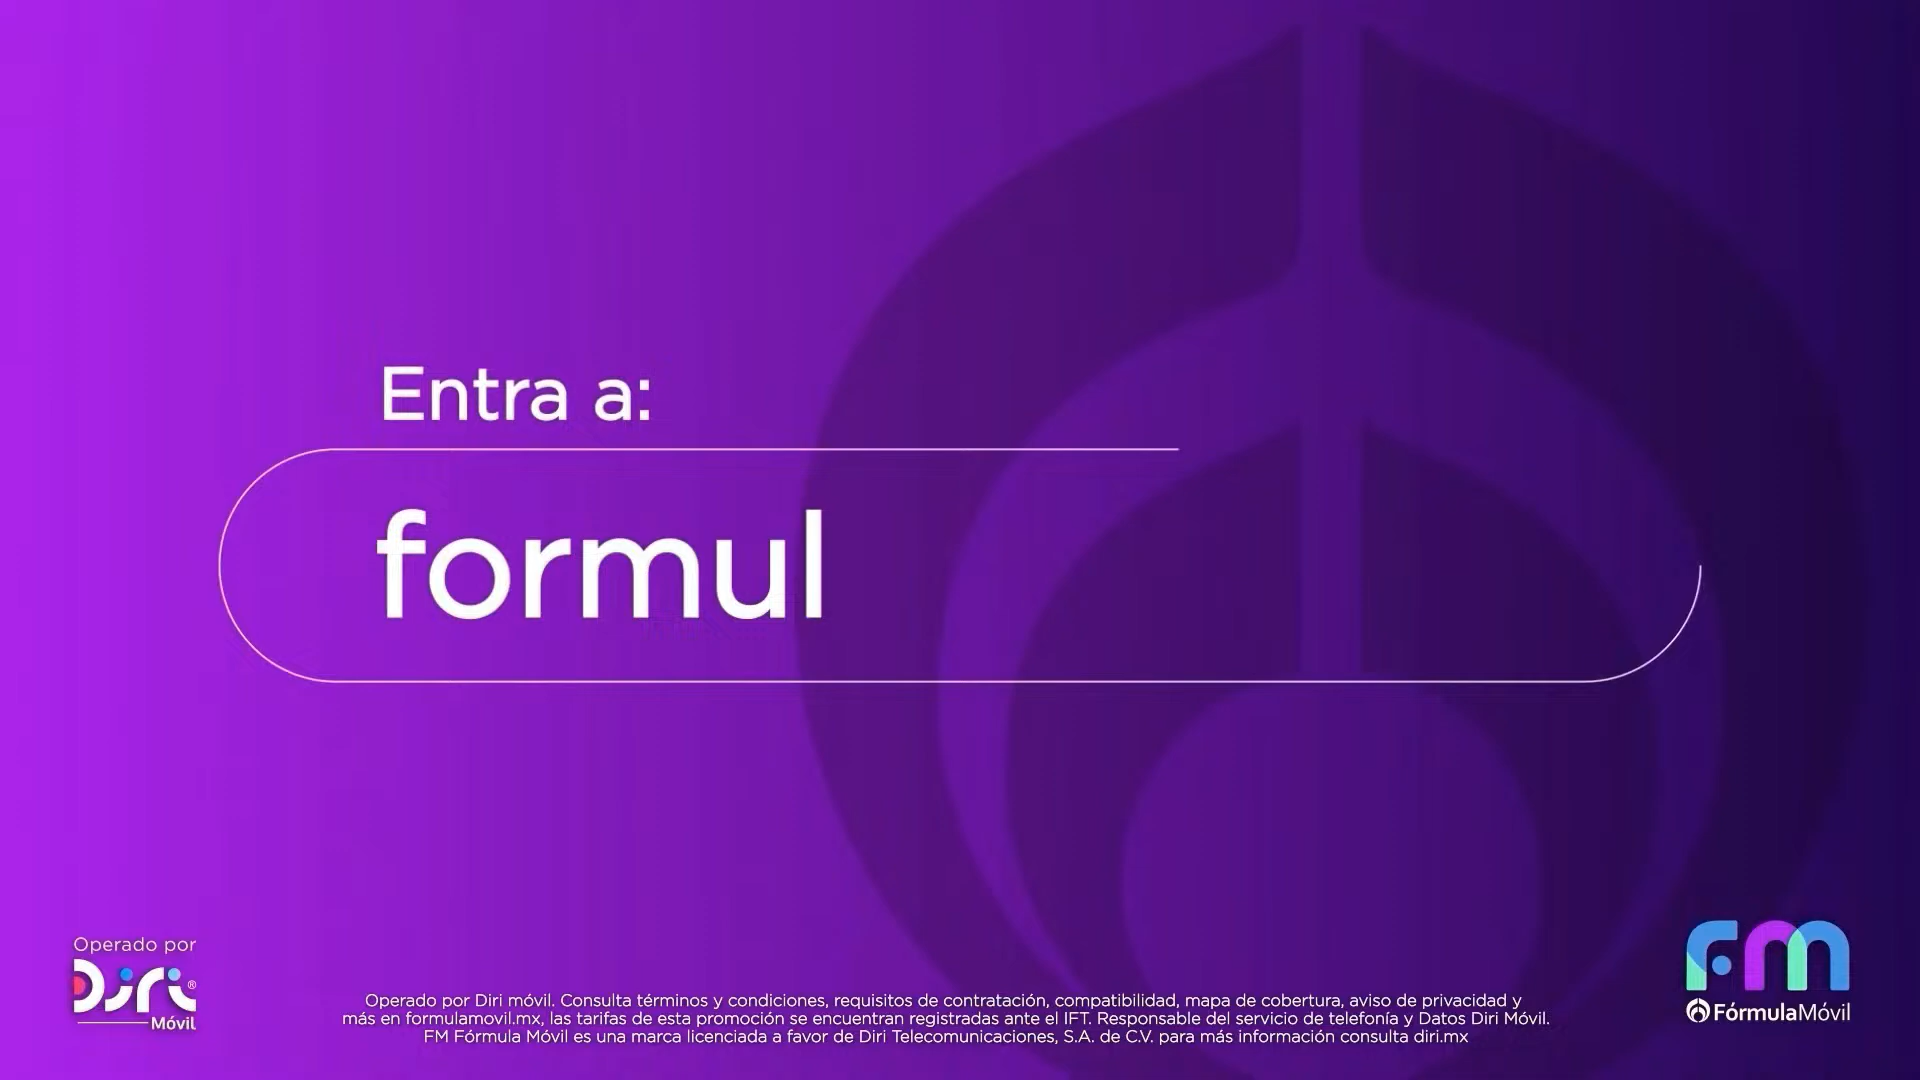 Entra a:
formul
Operado por
Diri®
Móvil
Operado por Diri móvil. Consulta términos y condiciones, requisitos de contratación, compatibilidad, mapa de cobertura, aviso de privacidad y
más en formulamovil.mx, las tarifas de esta promoción se encuentran registradas ante el IFT. Responsable del servicio de telefonía y Datos Diri Móvil.
FM Fórmula Móvil es una marca licenciada a favor de Diri Telecomunicaciones, S.A. de C.V. para más información consulta diri.mx
FM
FórmulaMóvil